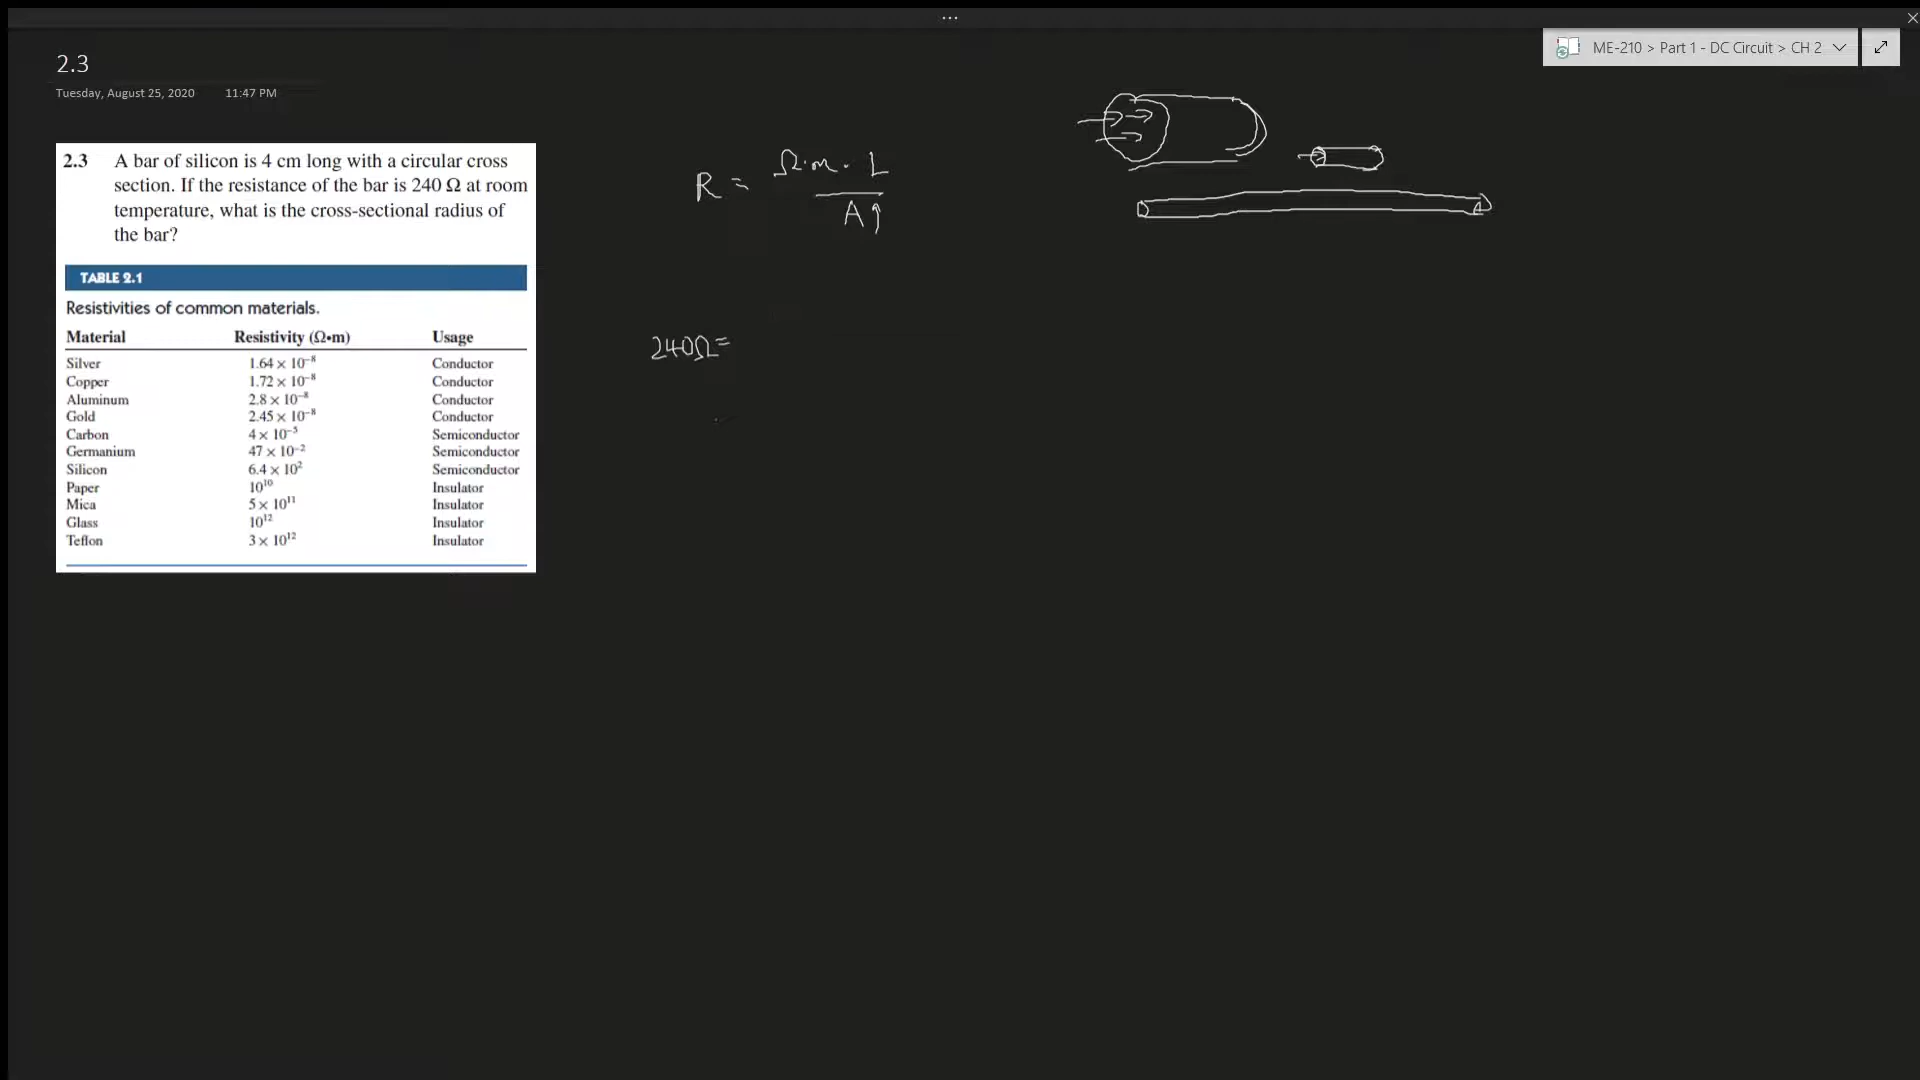 ME-210 > Part 1 - DC Circuit > CH 2
2.3
Tuesday, August 25, 2020 11:47 PM
2.3 A bar of silicon is 4 cm long with a circular cross
section. If the resistance of the bar is 240 Ω at room
temperature, what is the cross-sectional radius of
the bar?
TABLE 2.1
Resistivities of common materials.
Material Resistivity (Ω•m) Usage
Silver 1.64 × 10⁻⁸ Conductor
Copper 1.72 × 10⁻⁸ Conductor
Aluminum 2.8 × 10⁻⁸ Conductor
Gold 2.45 × 10⁻⁸ Conductor
Carbon 4 × 10⁻⁵ Semiconductor
Germanium 47 × 10⁻² Semiconductor
Silicon 6.4 × 10² Semiconductor
Paper 10¹⁰ Insulator
Mica 5 × 10¹¹ Insulator
Glass 10¹² Insulator
Teflon 3 × 10¹² Insulator
R = Ω·m · L
A↑
240Ω =